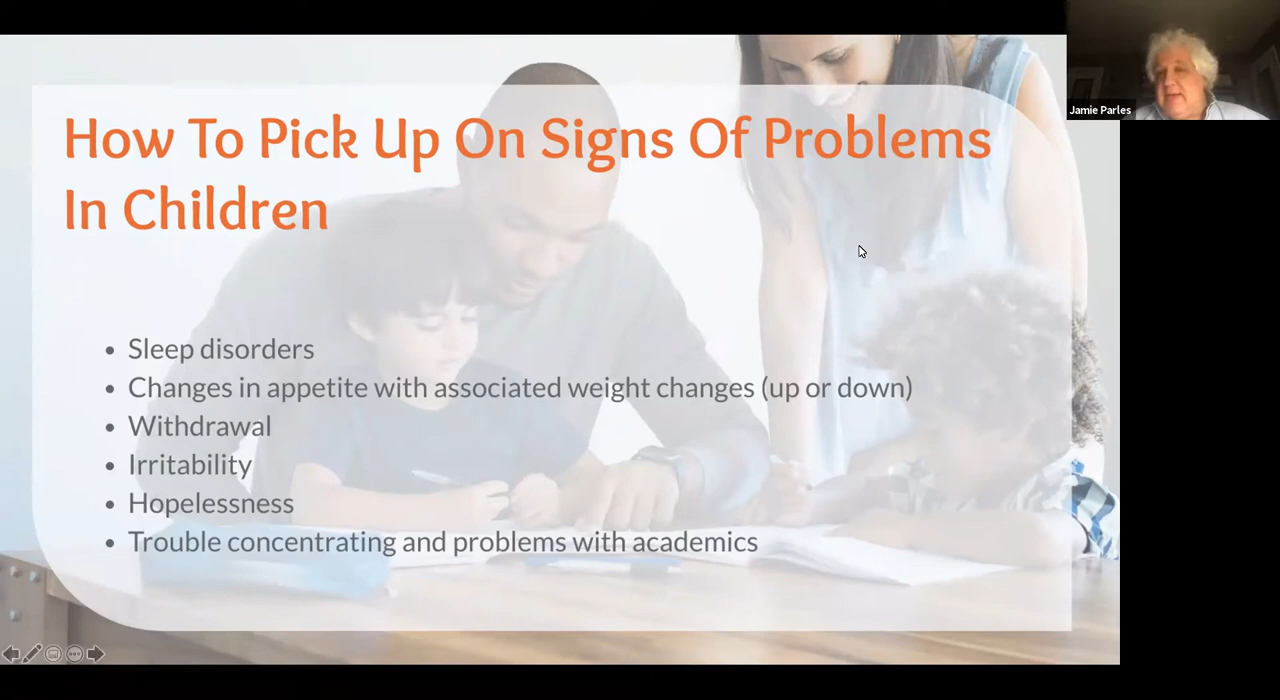 How To Pick Up On Signs Of Problems
In Children
Jamie Parles
• Sleep disorders
• Changes in appetite with associated weight changes (up or down)
• Withdrawal
• Irritability
• Hopelessness
• Trouble concentrating and problems with academics